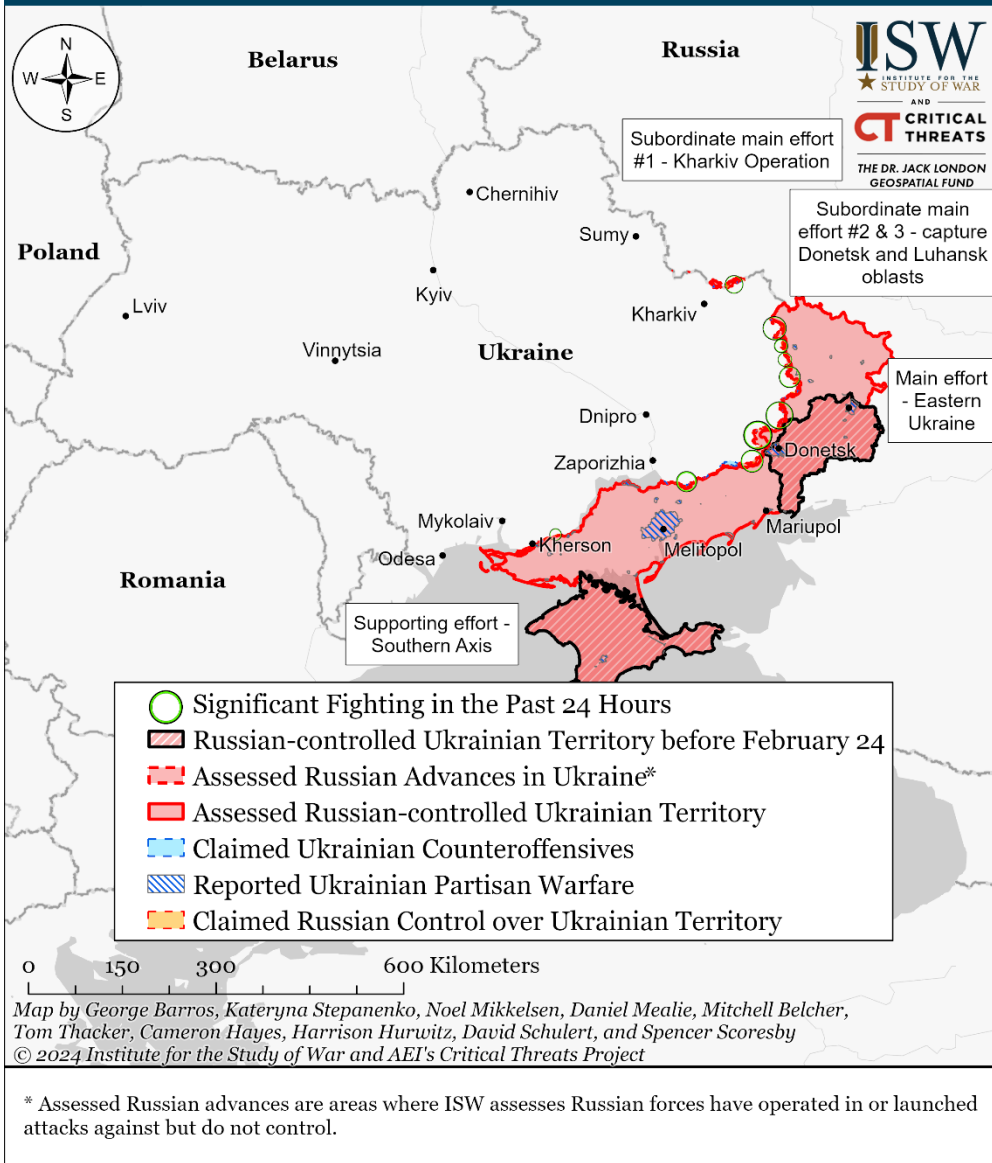 N
W
E
S
Belarus
Russia
ISW
INSTITUTE FOR THE
STUDY OF WAR
AND
CT CRITICAL
THREATS
THE DR. JACK LONDON
GEOSPATIAL FUND
Subordinate main effort
#1 - Kharkiv Operation
Subordinate main
effort #2 & 3 - capture
Donetsk and Luhansk
oblasts
Chernihiv
Sumy
Poland
Kyiv
Lviv
Kharkiv
Vinnytsia
Ukraine
Main effort
- Eastern
Ukraine
Dnipro
Donetsk
Zaporizhia
Mykolaiv
Mariupol
Kherson
Melitopol
Odesa
Romania
Supporting effort -
Southern Axis
Significant Fighting in the Past 24 Hours
Russian-controlled Ukrainian Territory before February 24
Assessed Russian Advances in Ukraine*
Assessed Russian-controlled Ukrainian Territory
Claimed Ukrainian Counteroffensives
Reported Ukrainian Partisan Warfare
Claimed Russian Control over Ukrainian Territory
0 150 300 600 Kilometers
Map by George Barros, Kateryna Stepanenko, Noel Mikkelsen, Daniel Mealie, Mitchell Belcher,
Tom Thacker, Cameron Hayes, Harrison Hurwitz, David Schulert, and Spencer Scoresby
© 2024 Institute for the Study of War and AEI's Critical Threats Project
* Assessed Russian advances are areas where ISW assesses Russian forces have operated in or launched
attacks against but do not control.